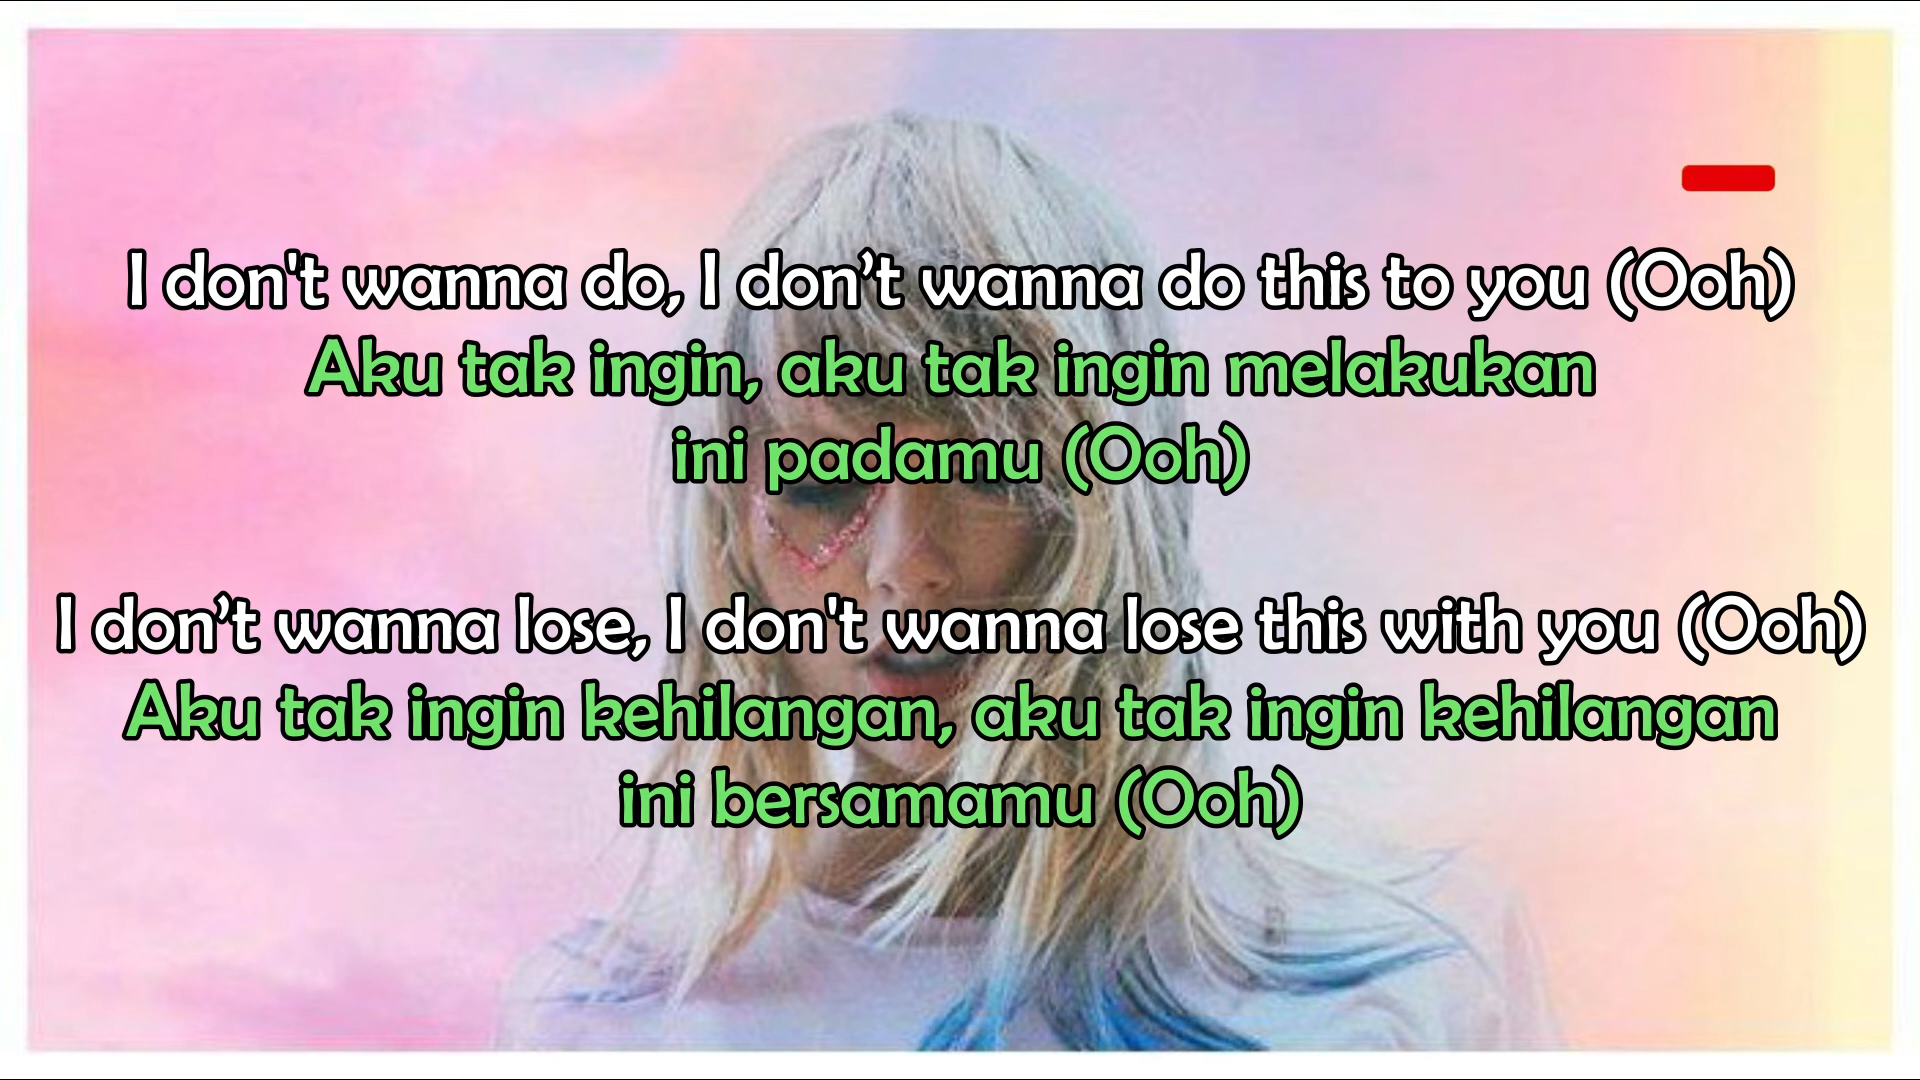 I don't wanna do, I don’t wanna do this to you (Ooh)
Aku tak ingin, aku tak ingin melakukan
ini padamu (Ooh)
I don’t wanna lose, I don't wanna lose this with you (Ooh)
Aku tak ingin kehilangan, aku tak ingin kehilangan
ini bersamamu (Ooh)